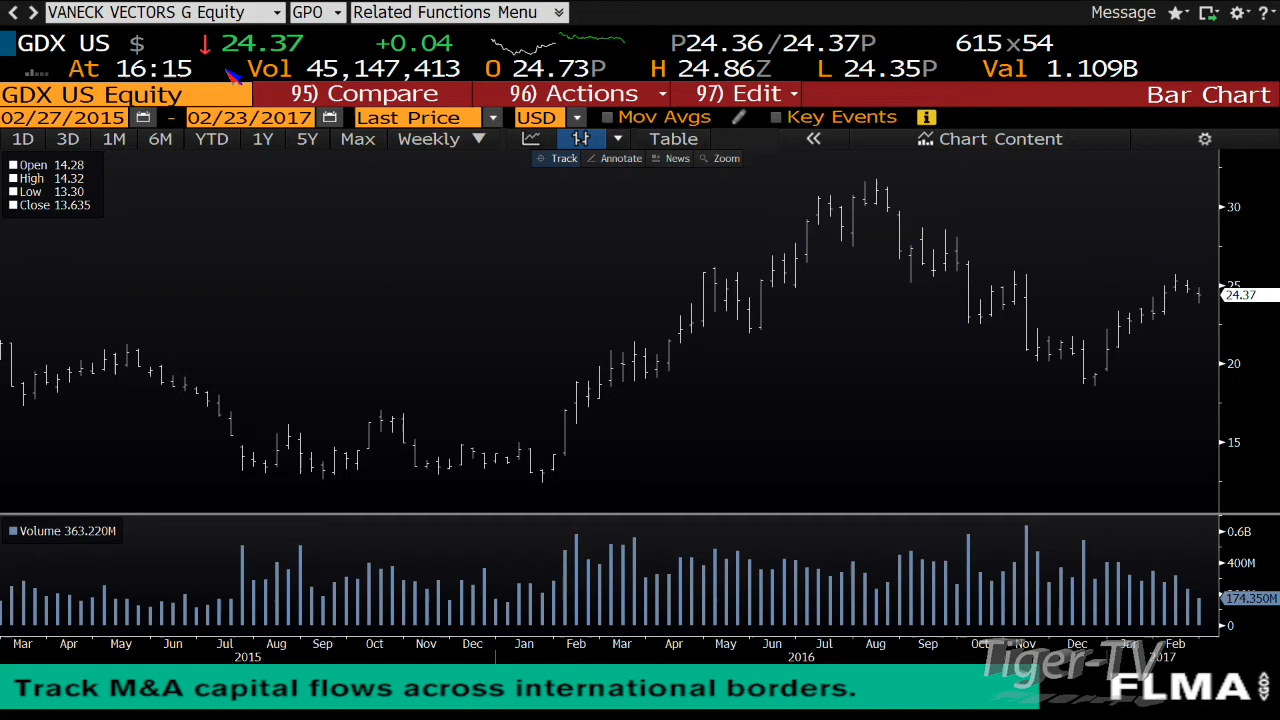 VANECK VECTORS G Equity GPO Related Functions Menu Message ?
GDX US $ ↓ 24.37 +0.04 P24.36/24.37P 615x54
At 16:15 Vol 45,147,413 O 24.73P H 24.86Z L 24.35P Val 1.109B
GDX US Equity 95) Compare 96) Actions 97) Edit Bar Chart
02/27/2015 - 02/23/2017 Last Price USD Mov Avgs Key Events
1D 3D 1M 6M YTD 1Y 5Y Max Weekly ▼ Table « Chart Content
Track Annotate News Zoom
Open 14.28
High 14.32
Low 13.30
Close 13.635
30
25
24.37
20
15
Volume 363.220M
0.6B
400M
174.350M
0
Mar Apr May Jun Jul Aug Sep Oct Nov Dec Jan Feb Mar Apr May Jun Jul Aug Sep Oct Nov Dec Jan Feb
2015 2016 2017
Tiger-TV
Track M&A capital flows across international borders.
FLMA